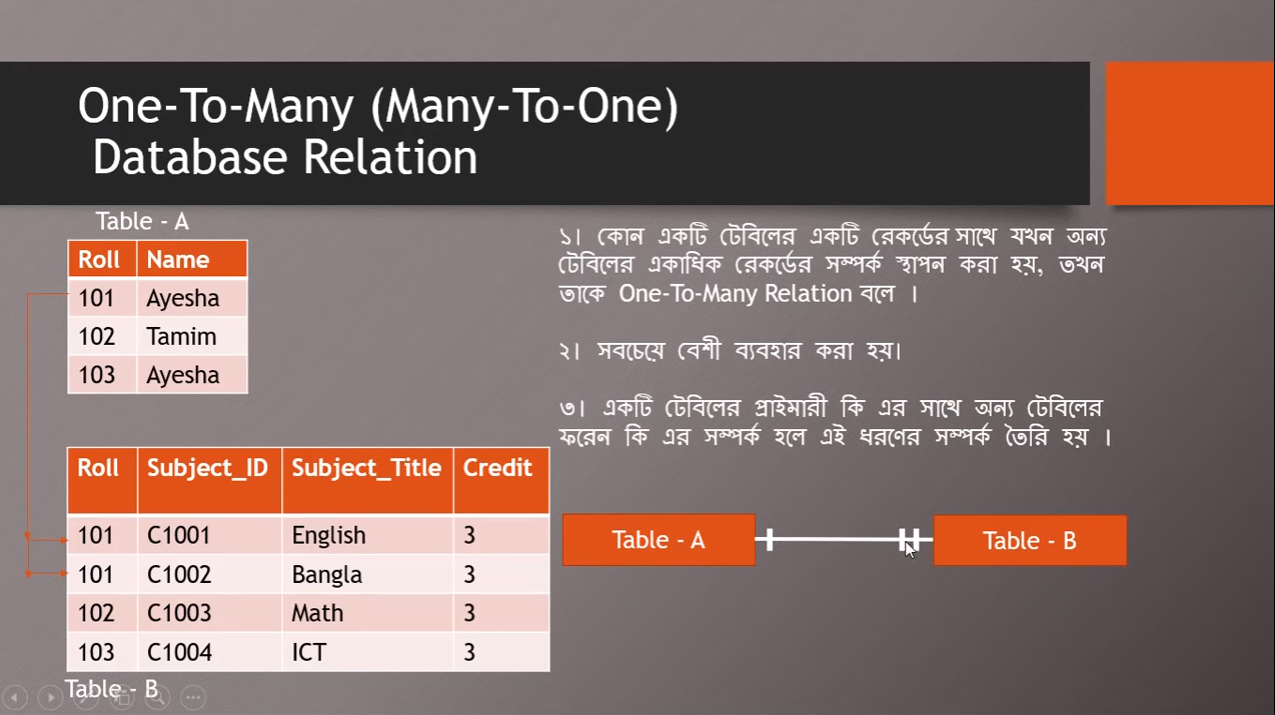 One-To-Many (Many-To-One)
Database Relation
Table - A
Roll Name
101 Ayesha
102 Tamim
103 Ayesha
Roll Subject_ID Subject_Title Credit
101 C1001 English 3
101 C1002 Bangla 3
102 C1003 Math 3
103 C1004 ICT 3
Table - B
১। কোন একটি টেবিলের একটি রেকর্ডের সাথে যখন অন্য
টেবিলের একাধিক রেকর্ডের সম্পর্ক স্থাপন করা হয়, তখন
তাকে One-To-Many Relation বলে ।
২। সবচেয়ে বেশী ব্যবহার করা হয়।
৩। একটি টেবিলের প্রাইমারী কি এর সাথে অন্য টেবিলের
ফরেন কি এর সম্পর্ক হলে এই ধরণের সম্পর্ক তৈরি হয় ।
Table - A
Table - B